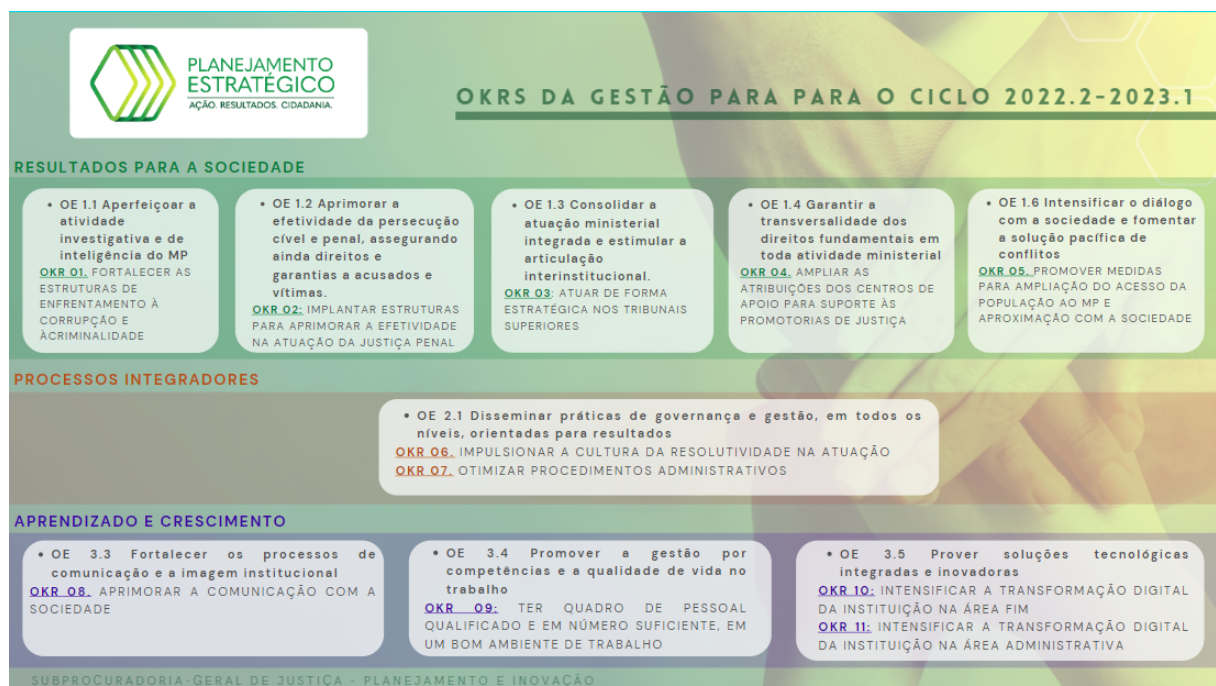 PLANEJAMENTO
ESTRATÉGICO
AÇÃO. RESULTADOS. CIDADANIA.
OKRS DA GESTÃO PARA PARA O CICLO 2022.2-2023.1
RESULTADOS PARA A SOCIEDADE
• OE 1.1 Aperfeiçoar a
atividade
investigativa e de
inteligência do MP
OKR 01. FORTALECER AS
ESTRUTURAS DE
ENFRENTAMENTO À
CORRUPÇÃO E
ÀCRIMINALIDADE
• OE 1.2 Aprimorar a
efetividade da persecução
cível e penal, assegurando
ainda direitos e
garantias a acusados e
vítimas.
OKR 02: IMPLANTAR ESTRUTURAS
PARA APRIMORAR A EFETIVIDADE
NA ATUAÇÃO DA JUSTIÇA PENAL
• OE 1.3 Consolidar a
atuação ministerial
integrada e estimular a
articulação
interinstitucional.
OKR 03: ATUAR DE FORMA
ESTRATÉGICA NOS TRIBUNAIS
SUPERIORES
• OE 1.4 Garantir a
transversalidade dos
direitos fundamentais em
toda atividade ministerial
OKR 04. AMPLIAR AS
ATRIBUIÇÕES DOS CENTROS DE
APOIO PARA SUPORTE ÀS
PROMOTORIAS DE JUSTIÇA
• OE 1.6 Intensificar o diálogo
com a sociedade e fomentar
a solução pacífica de
conflitos
OKR 05. PROMOVER MEDIDAS
PARA AMPLIAÇÃO DO ACESSO DA
POPULAÇÃO AO MP E
APROXIMAÇÃO COM A SOCIEDADE
PROCESSOS INTEGRADORES
• OE 2.1 Disseminar práticas de governança e gestão, em todos os
níveis, orientadas para resultados
OKR 06. IMPULSIONAR A CULTURA DA RESOLUTIVIDADE NA ATUAÇÃO
OKR 07. OTIMIZAR PROCEDIMENTOS ADMINISTRATIVOS
APRENDIZADO E CRESCIMENTO
• OE 3.3 Fortalecer os processos de
comunicação e a imagem institucional
OKR 08. APRIMORAR A COMUNICAÇÃO COM A
SOCIEDADE
• OE 3.4 Promover a gestão por
competências e a qualidade de vida no
trabalho
OKR 09: TER QUADRO DE PESSOAL
QUALIFICADO E EM NÚMERO SUFICIENTE, EM
UM BOM AMBIENTE DE TRABALHO
• OE 3.5 Prover soluções tecnológicas
integradas e inovadoras
OKR 10: INTENSIFICAR A TRANSFORMAÇÃO DIGITAL
DA INSTITUIÇÃO NA ÁREA FIM
OKR 11: INTENSIFICAR A TRANSFORMAÇÃO DIGITAL
DA INSTITUIÇÃO NA ÁREA ADMINISTRATIVA
SUBPROCURADORIA-GERAL DE JUSTIÇA - PLANEJAMENTO E INOVAÇÃO